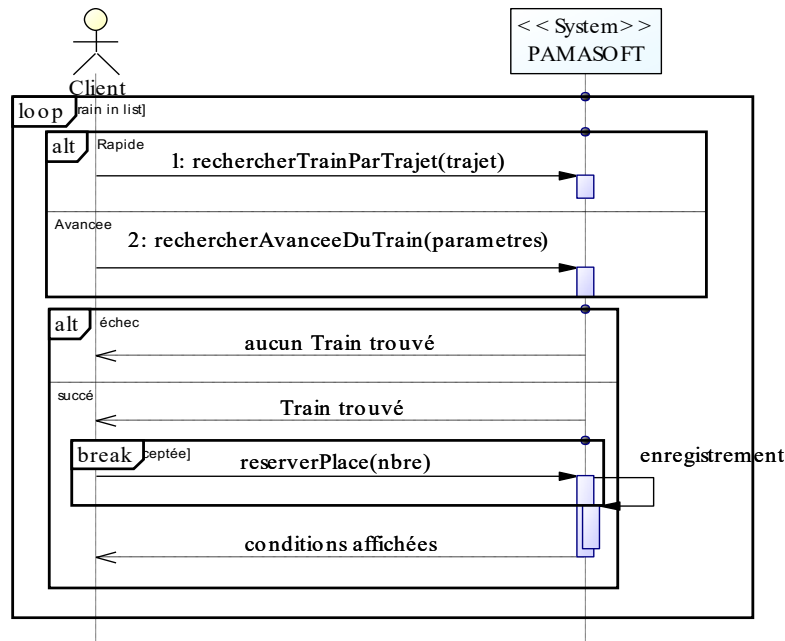 <<System>>
PAMASOFT
Client
loop
rain in list]
alt
Rapide
1: rechercherTrainParTrajet(trajet)
Avancee
2: rechercherAvanceeDuTrain(parametres)
alt
échec
aucun Train trouvé
succé
Train trouvé
break
ceptée]
reserverPlace(nbre)
enregistrement
conditions affichées